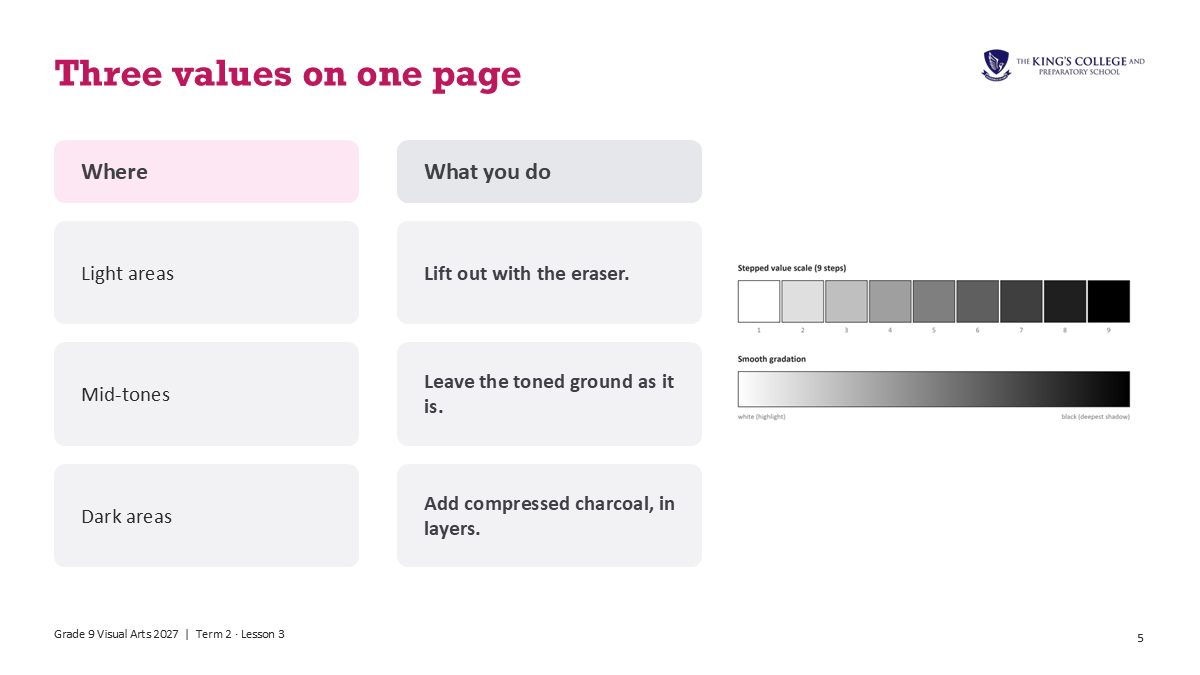 Three values on one page
THE KING'S COLLEGE AND
PREPARATORY SCHOOL
Where
What you do
Light areas
Lift out with the eraser.
Mid-tones
Leave the toned ground as it
is.
Dark areas
Add compressed charcoal, in
layers.
Stepped value scale (9 steps)
1 2 3 4 5 6 7 8 9
Smooth gradation
white (highlight)
black (deepest shadow)
Grade 9 Visual Arts 2027 | Term 2 · Lesson 3
5